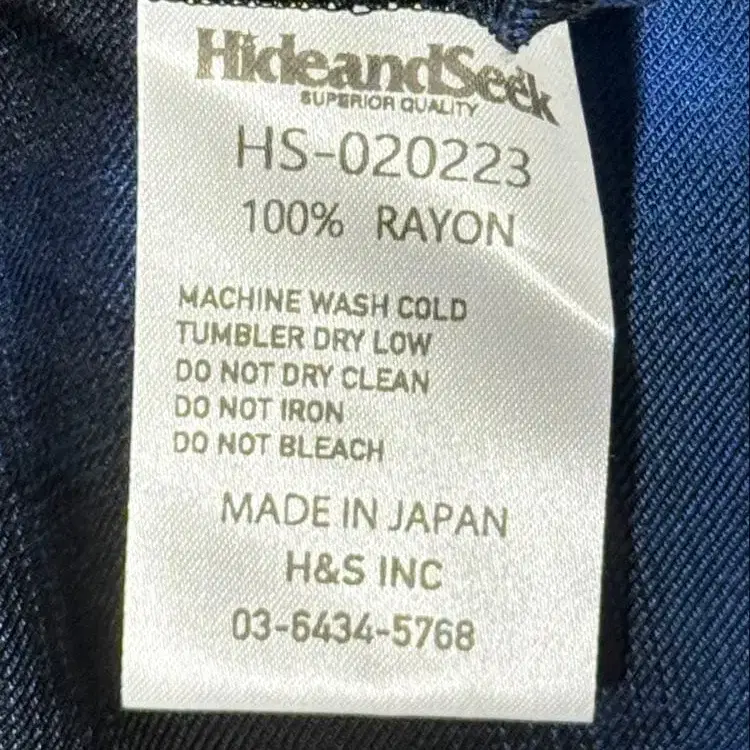 HideandSeek
SUPERIOR QUALITY
HS-020223
100% RAYON
MACHINE WASH COLD
TUMBLER DRY LOW
DO NOT DRY CLEAN
DO NOT IRON
DO NOT BLEACH
MADE IN JAPAN
H&S INC
03-6434-5768